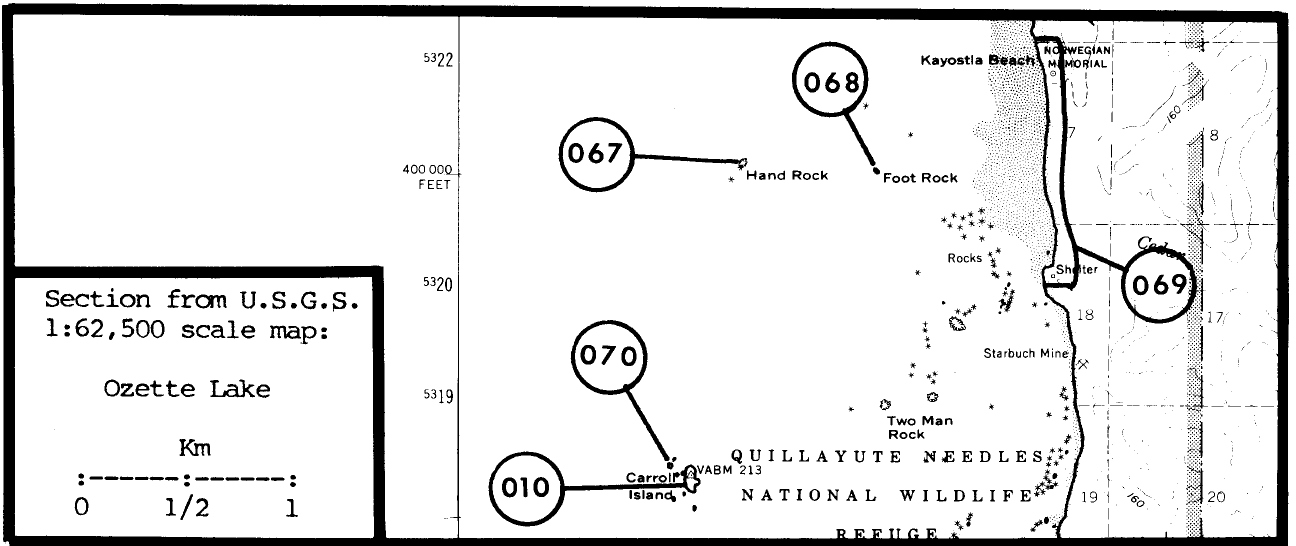 5322
400 000
FEET
5320
5319
068
067
070
010
069
Kayostla Beach
NORWEGIAN
MEMORIAL
160
7
8
Hand Rock
Foot Rock
Rocks
Cedar
Shelter
18
17
Starbuch Mine
Two Man
Rock
QUILLAYUTE NEEDLES
VABM 213
Carroll
Island
NATIONAL WILDLIFE
REFUGE
19
160
20
Section from U.S.G.S.
1:62,500 scale map:
Ozette Lake
Km
0 1/2 1